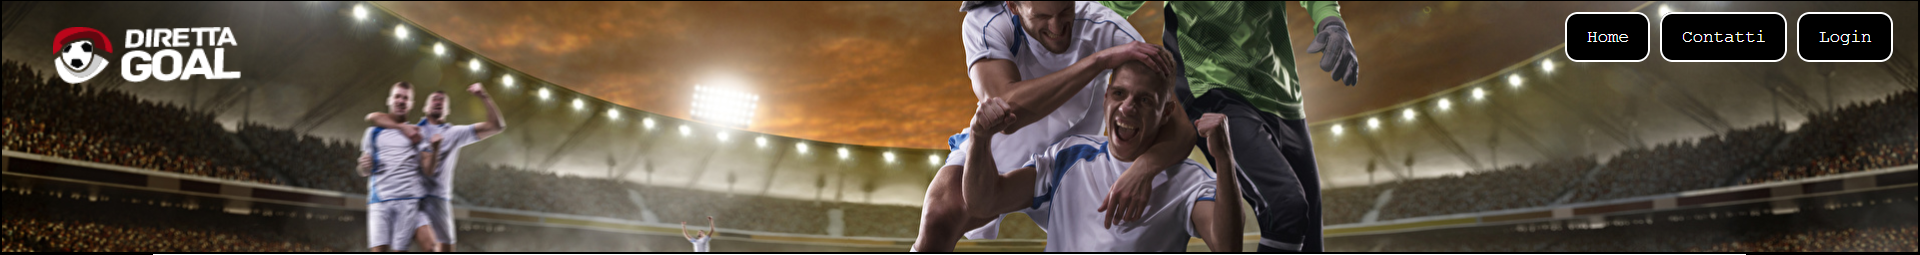 DIRETTA
GOAL
Home
Contatti
Login